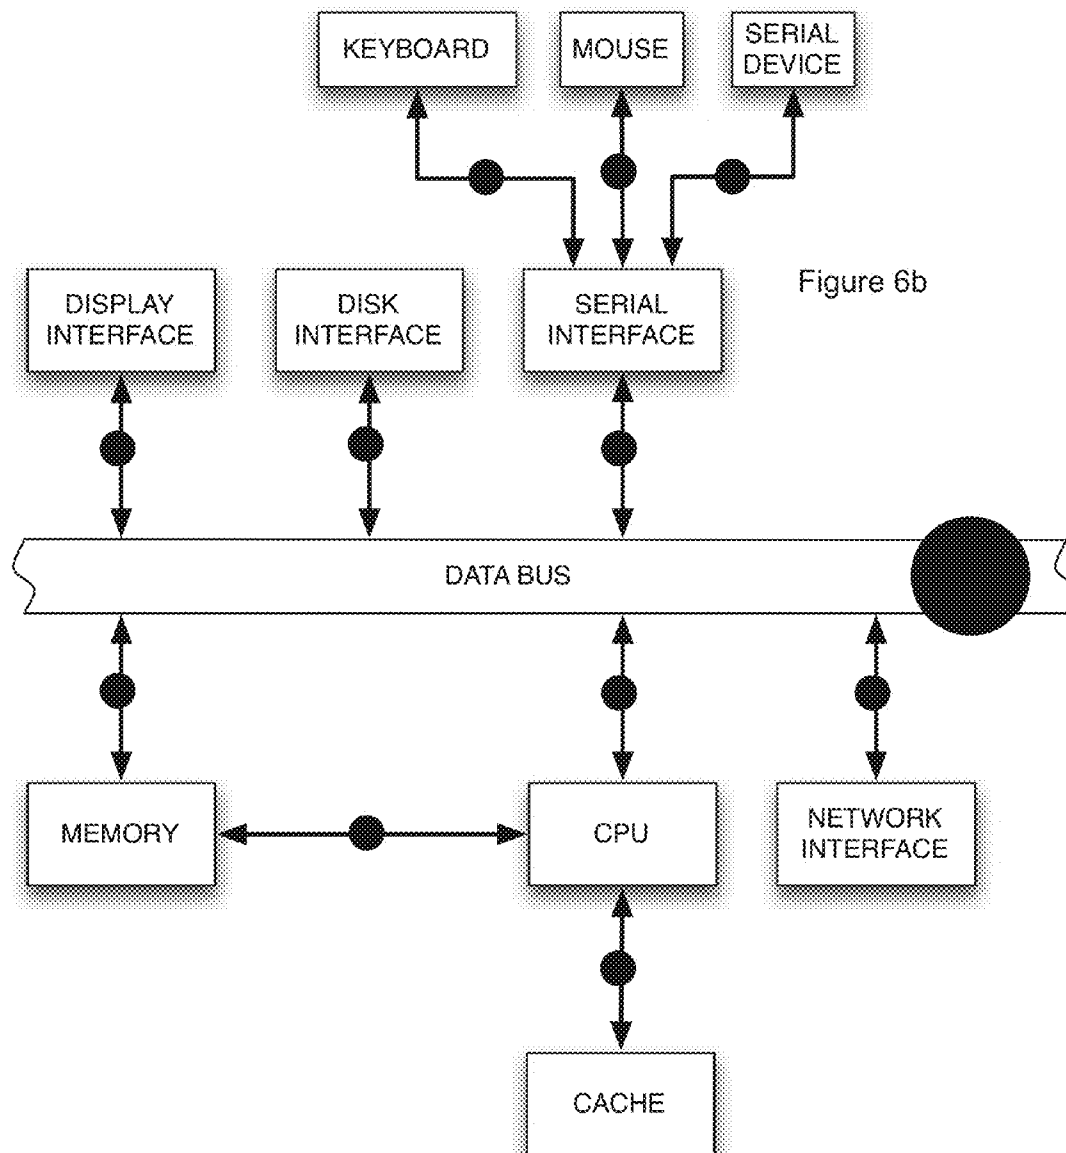 KEYBOARD
MOUSE
SERIAL
DEVICE
DISPLAY
INTERFACE
DISK
INTERFACE
SERIAL
INTERFACE
Figure 6b
DATA BUS
MEMORY
CPU
NETWORK
INTERFACE
CACHE